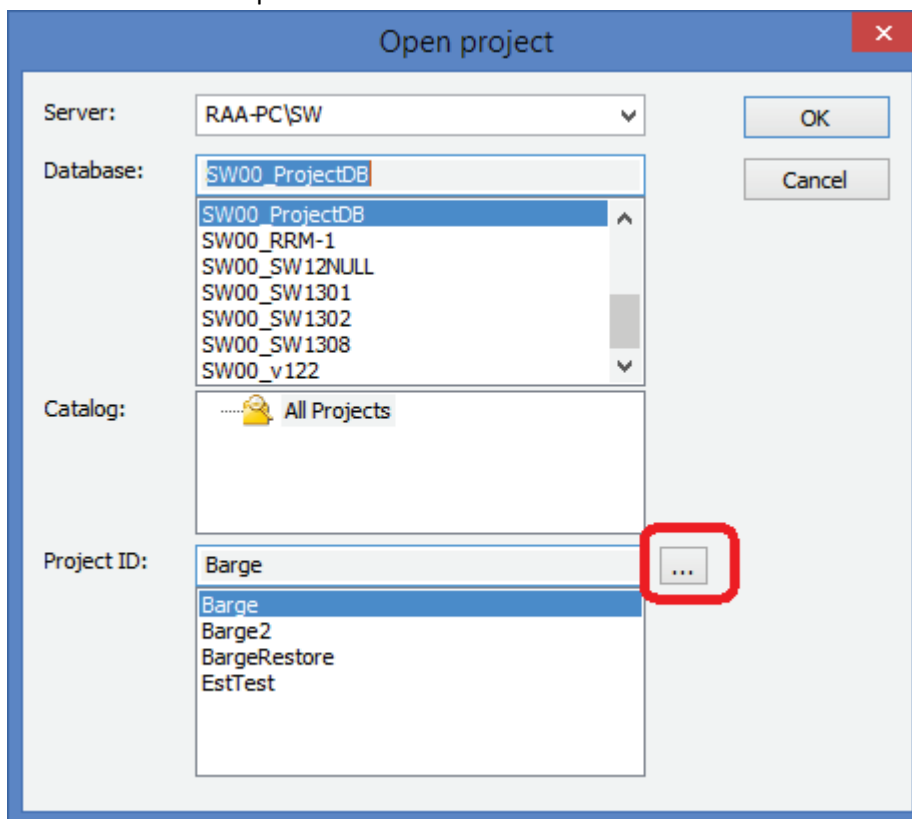 Open project
Server: RAA-PC\SW OK
Database: SW00_ProjectDB Cancel
SW00_ProjectDB
SW00_RRM-1
SW00_SW12NULL
SW00_SW1301
SW00_SW1302
SW00_SW1308
SW00_v122
Catalog: All Projects
Project ID: Barge ...
Barge
Barge2
BargeRestore
EstTest